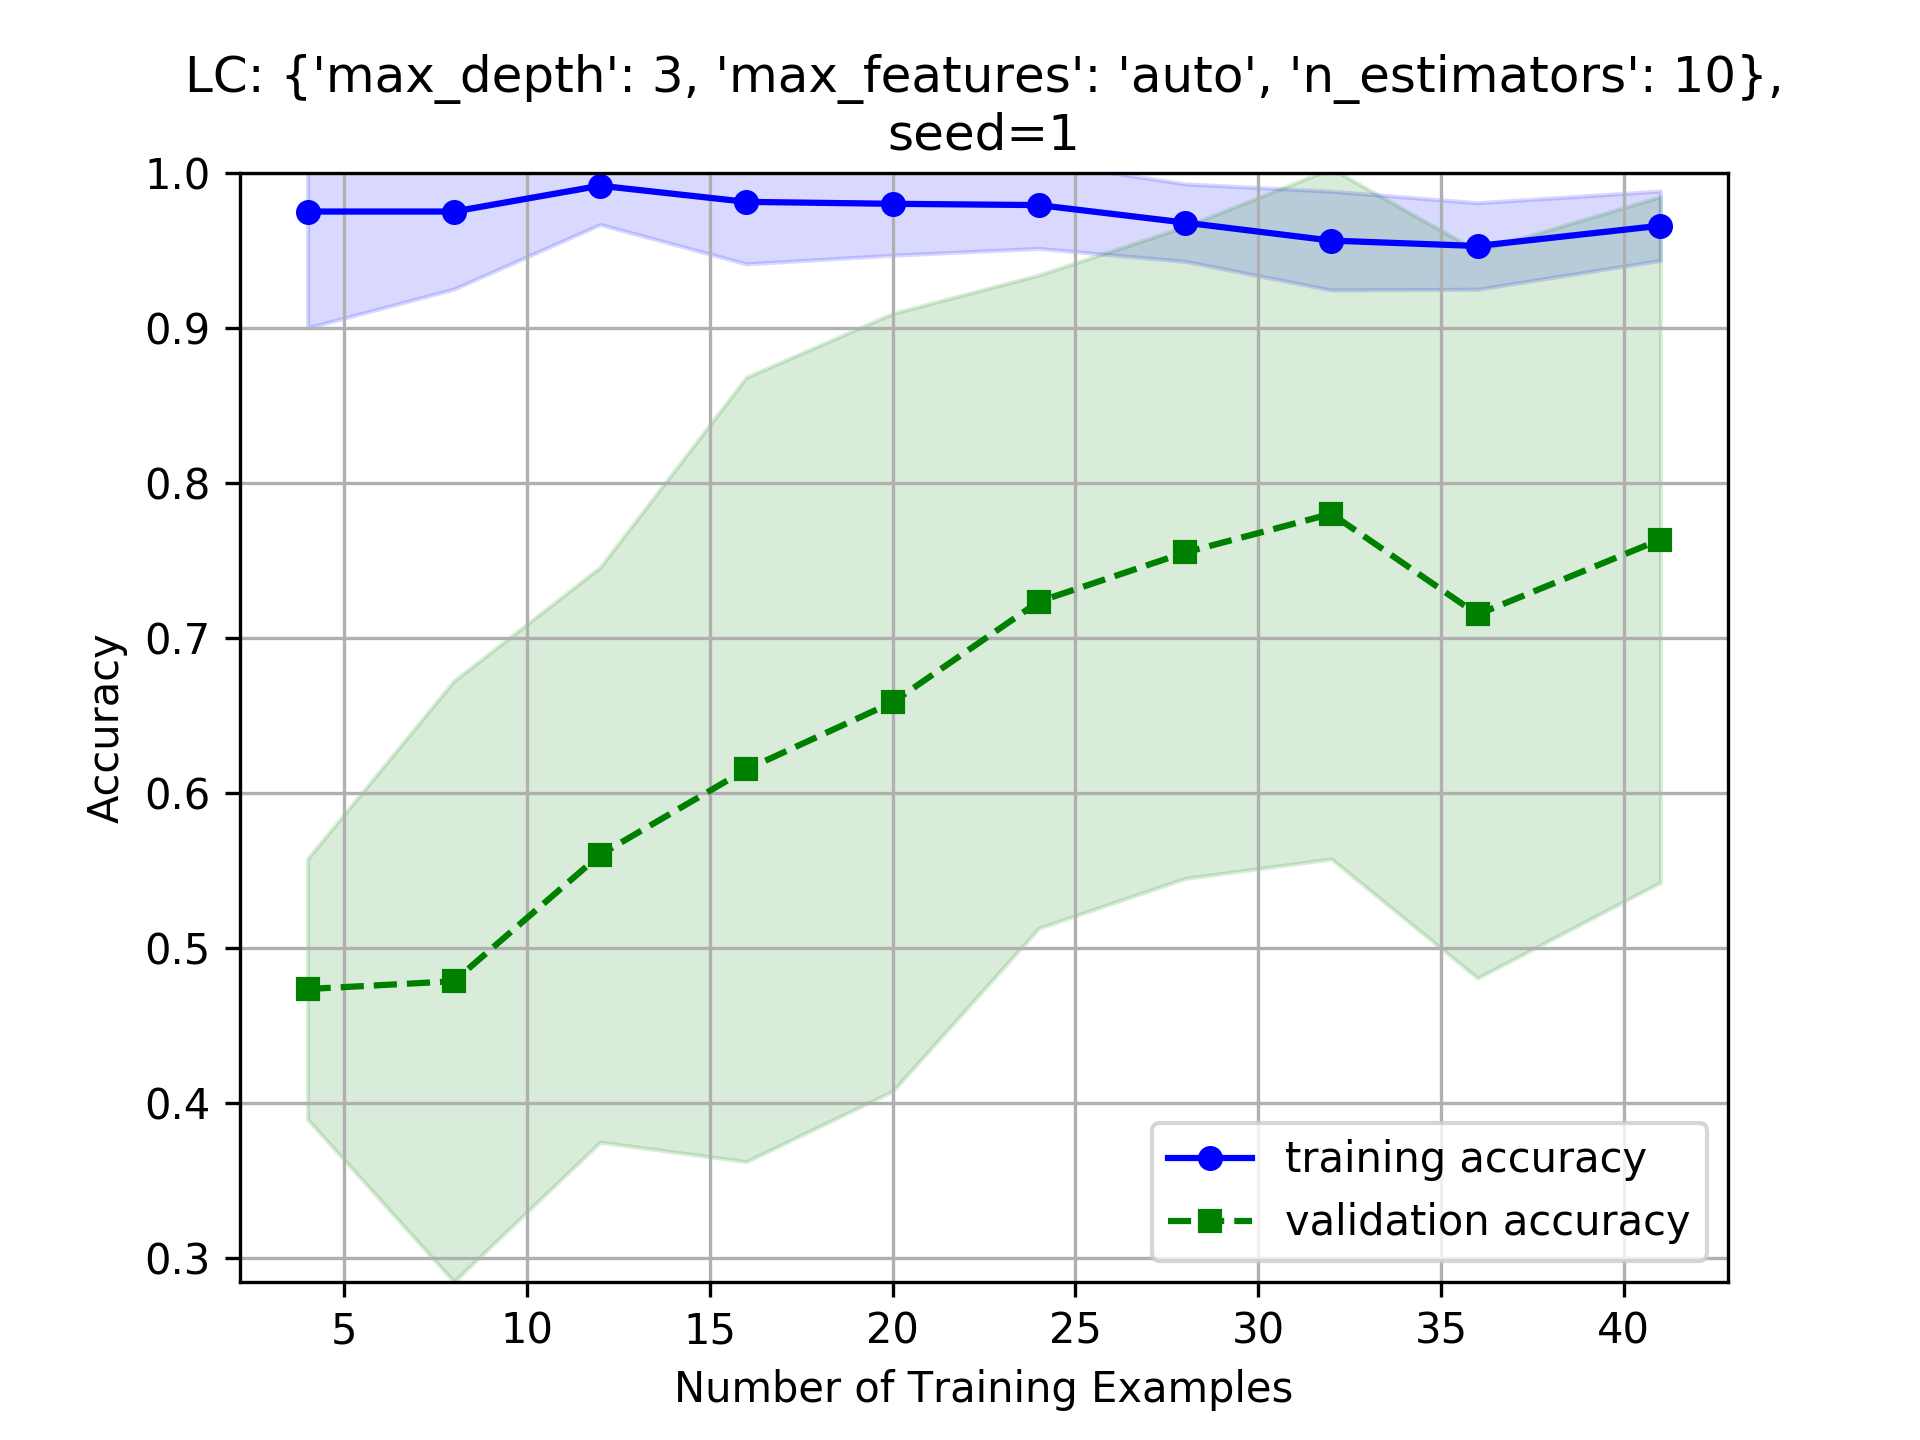 LC: {'max_depth': 3, 'max_features': 'auto', 'n_estimators': 10},
seed=1
1.0
0.9
0.8
0.7
0.6
0.5
0.4
0.3
Accuracy
training accuracy
validation accuracy
5 10 15 20 25 30 35 40
Number of Training Examples